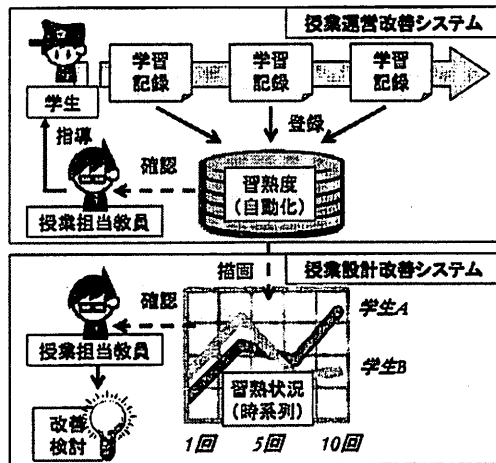 授業運営改善システム
学習
記録
学習
記録
学習
記録
学生
指導
登録
確認
習熟度
(自動化)
授業担当教員
描画
授業設計改善システム
確認
学生A
授業担当教員
学生B
習熟状況
(時系列)
改善
検討
1回
5回
10回